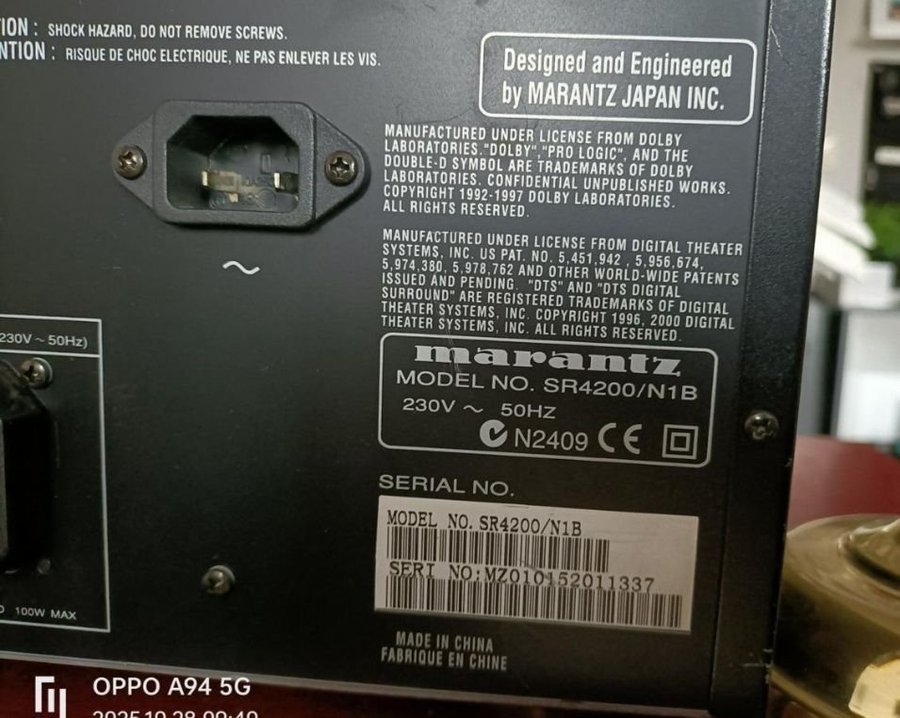 ION : SHOCK HAZARD, DO NOT REMOVE SCREWS.
NTION : RISQUE DE CHOC ELECTRIQUE, NE PAS ENLEVER LES VIS.
Designed and Engineered
by MARANTZ JAPAN INC.
MANUFACTURED UNDER LICENSE FROM DOLBY
LABORATORIES."DOLBY","PRO LOGIC", AND THE
DOUBLE-D SYMBOL ARE TRADEMARKS OF DOLBY
LABORATORIES. CONFIDENTIAL UNPUBLISHED WORKS.
COPYRIGHT 1992-1997 DOLBY LABORATORIES.
ALL RIGHTS RESERVED.
MANUFACTURED UNDER LICENSE FROM DIGITAL THEATER
SYSTEMS, INC. US PAT. NO. 5,451,942 , 5,956,674,
5,974,380, 5,978,762 AND OTHER WORLD-WIDE PATENTS
ISSUED AND PENDING. "DTS" AND "DTS DIGITAL
SURROUND" ARE REGISTERED TRADEMARKS OF DIGITAL
THEATER SYSTEMS, INC. COPYRIGHT 1996, 2000 DIGITAL
THEATER SYSTEMS, INC. ALL RIGHTS RESERVED.
~
230V ~ 50Hz)
marantz
MODEL NO. SR4200/N1B
230V ~ 50HZ
N2409 CE
SERIAL NO.
MODEL NO. SR4200/N1B
SERI NO:MZ010152011337
100W MAX
MADE IN CHINA
FABRIQUE EN CHINE
OPPO A94 5G
2025.10.28 09:40